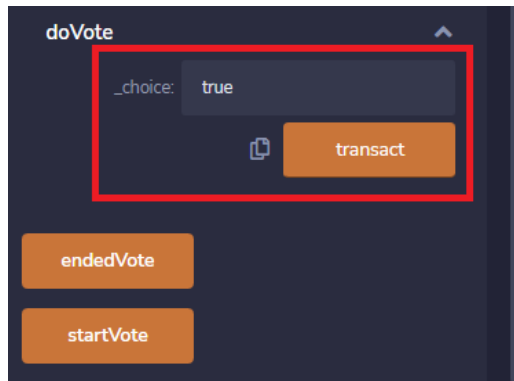 doVote
_choice: true
transact
endedVote
startVote